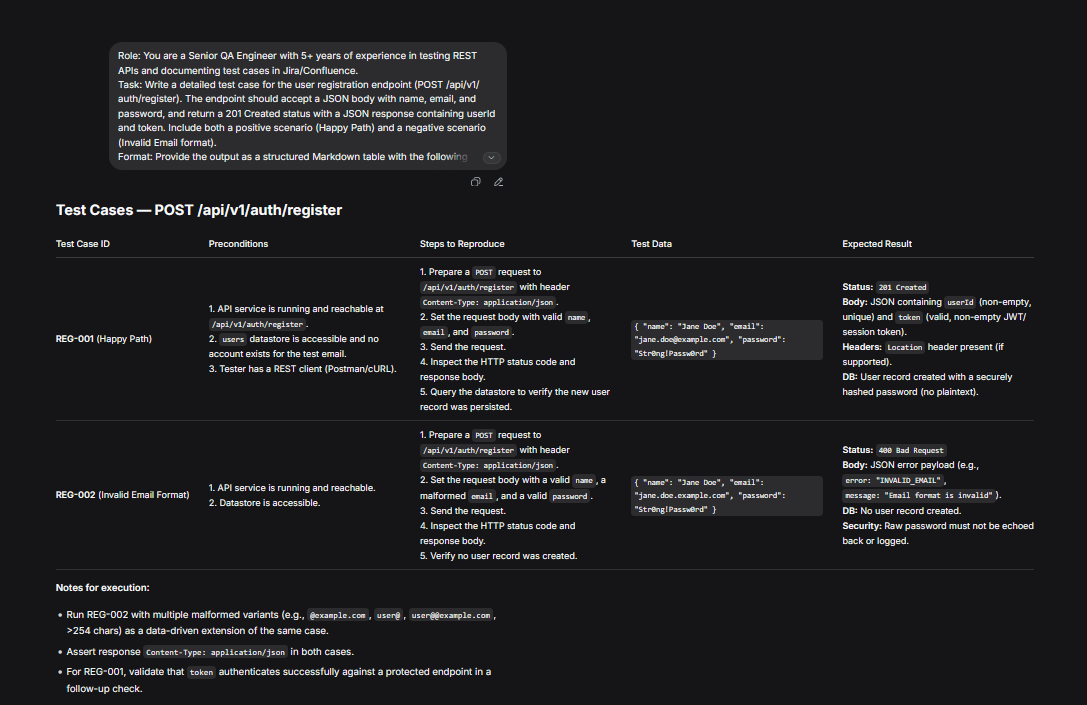 Role: You are a Senior QA Engineer with 5+ years of experience in testing REST
APIs and documenting test cases in Jira/Confluence.
Task: Write a detailed test case for the user registration endpoint (POST /api/v1/
auth/register). The endpoint should accept a JSON body with name, email, and
password, and return a 201 Created status with a JSON response containing userId
and token. Include both a positive scenario (Happy Path) and a negative scenario
(Invalid Email format).
Format: Provide the output as a structured Markdown table with the following
Test Cases — POST /api/v1/auth/register
Test Case ID Preconditions Steps to Reproduce Test Data Expected Result
REG-001 (Happy Path)
1. API service is running and reachable at
/api/v1/auth/register.
2. users datastore is accessible and no
account exists for the test email.
3. Tester has a REST client (Postman/cURL).
1. Prepare a POST request to
/api/v1/auth/register with header
Content-Type: application/json.
2. Set the request body with valid name,
email, and password.
3. Send the request.
4. Inspect the HTTP status code and
response body.
5. Query the datastore to verify the new user
record was persisted.
{ "name": "Jane Doe", "email":
"jane.doe@example.com", "password":
"Str0ng!Passw0rd" }
Status: 201 Created
Body: JSON containing userId (non-empty,
unique) and token (valid, non-empty JWT/
session token).
Headers: Location header present (if
supported).
DB: User record created with a securely
hashed password (no plaintext).
REG-002 (Invalid Email Format)
1. API service is running and reachable.
2. Datastore is accessible.
1. Prepare a POST request to
/api/v1/auth/register with header
Content-Type: application/json.
2. Set the request body with a valid name, a
malformed email, and a valid password.
3. Send the request.
4. Inspect the HTTP status code and
response body.
5. Verify no user record was created.
{ "name": "Jane Doe", "email":
"jane.doe.example.com", "password":
"Str0ng!Passw0rd" }
Status: 400 Bad Request
Body: JSON error payload (e.g.,
error: "INVALID_EMAIL",
message: "Email format is invalid").
DB: No user record created.
Security: Raw password must not be echoed
back or logged.
Notes for execution:
• Run REG-002 with multiple malformed variants (e.g., @example.com, user@, user@@example.com,
>254 chars) as a data-driven extension of the same case.
• Assert response Content-Type: application/json in both cases.
• For REG-001, validate that token authenticates successfully against a protected endpoint in a
follow-up check.